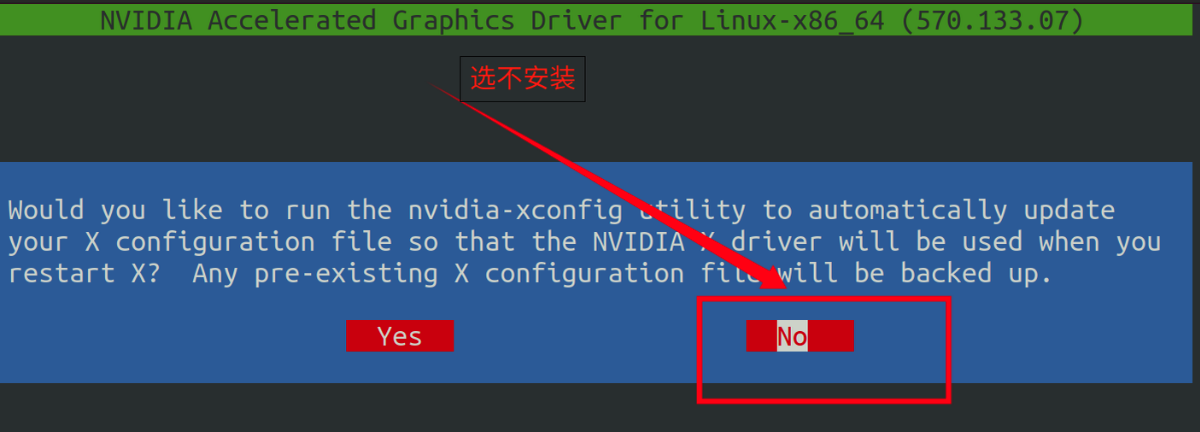 NVIDIA Accelerated Graphics Driver for Linux-x86_64 (570.133.07)
选不安装
Would you like to run the nvidia-xconfig utility to automatically update
your X configuration file so that the NVIDIA X driver will be used when you
restart X?  Any pre-existing X configuration file will be backed up.
Yes No